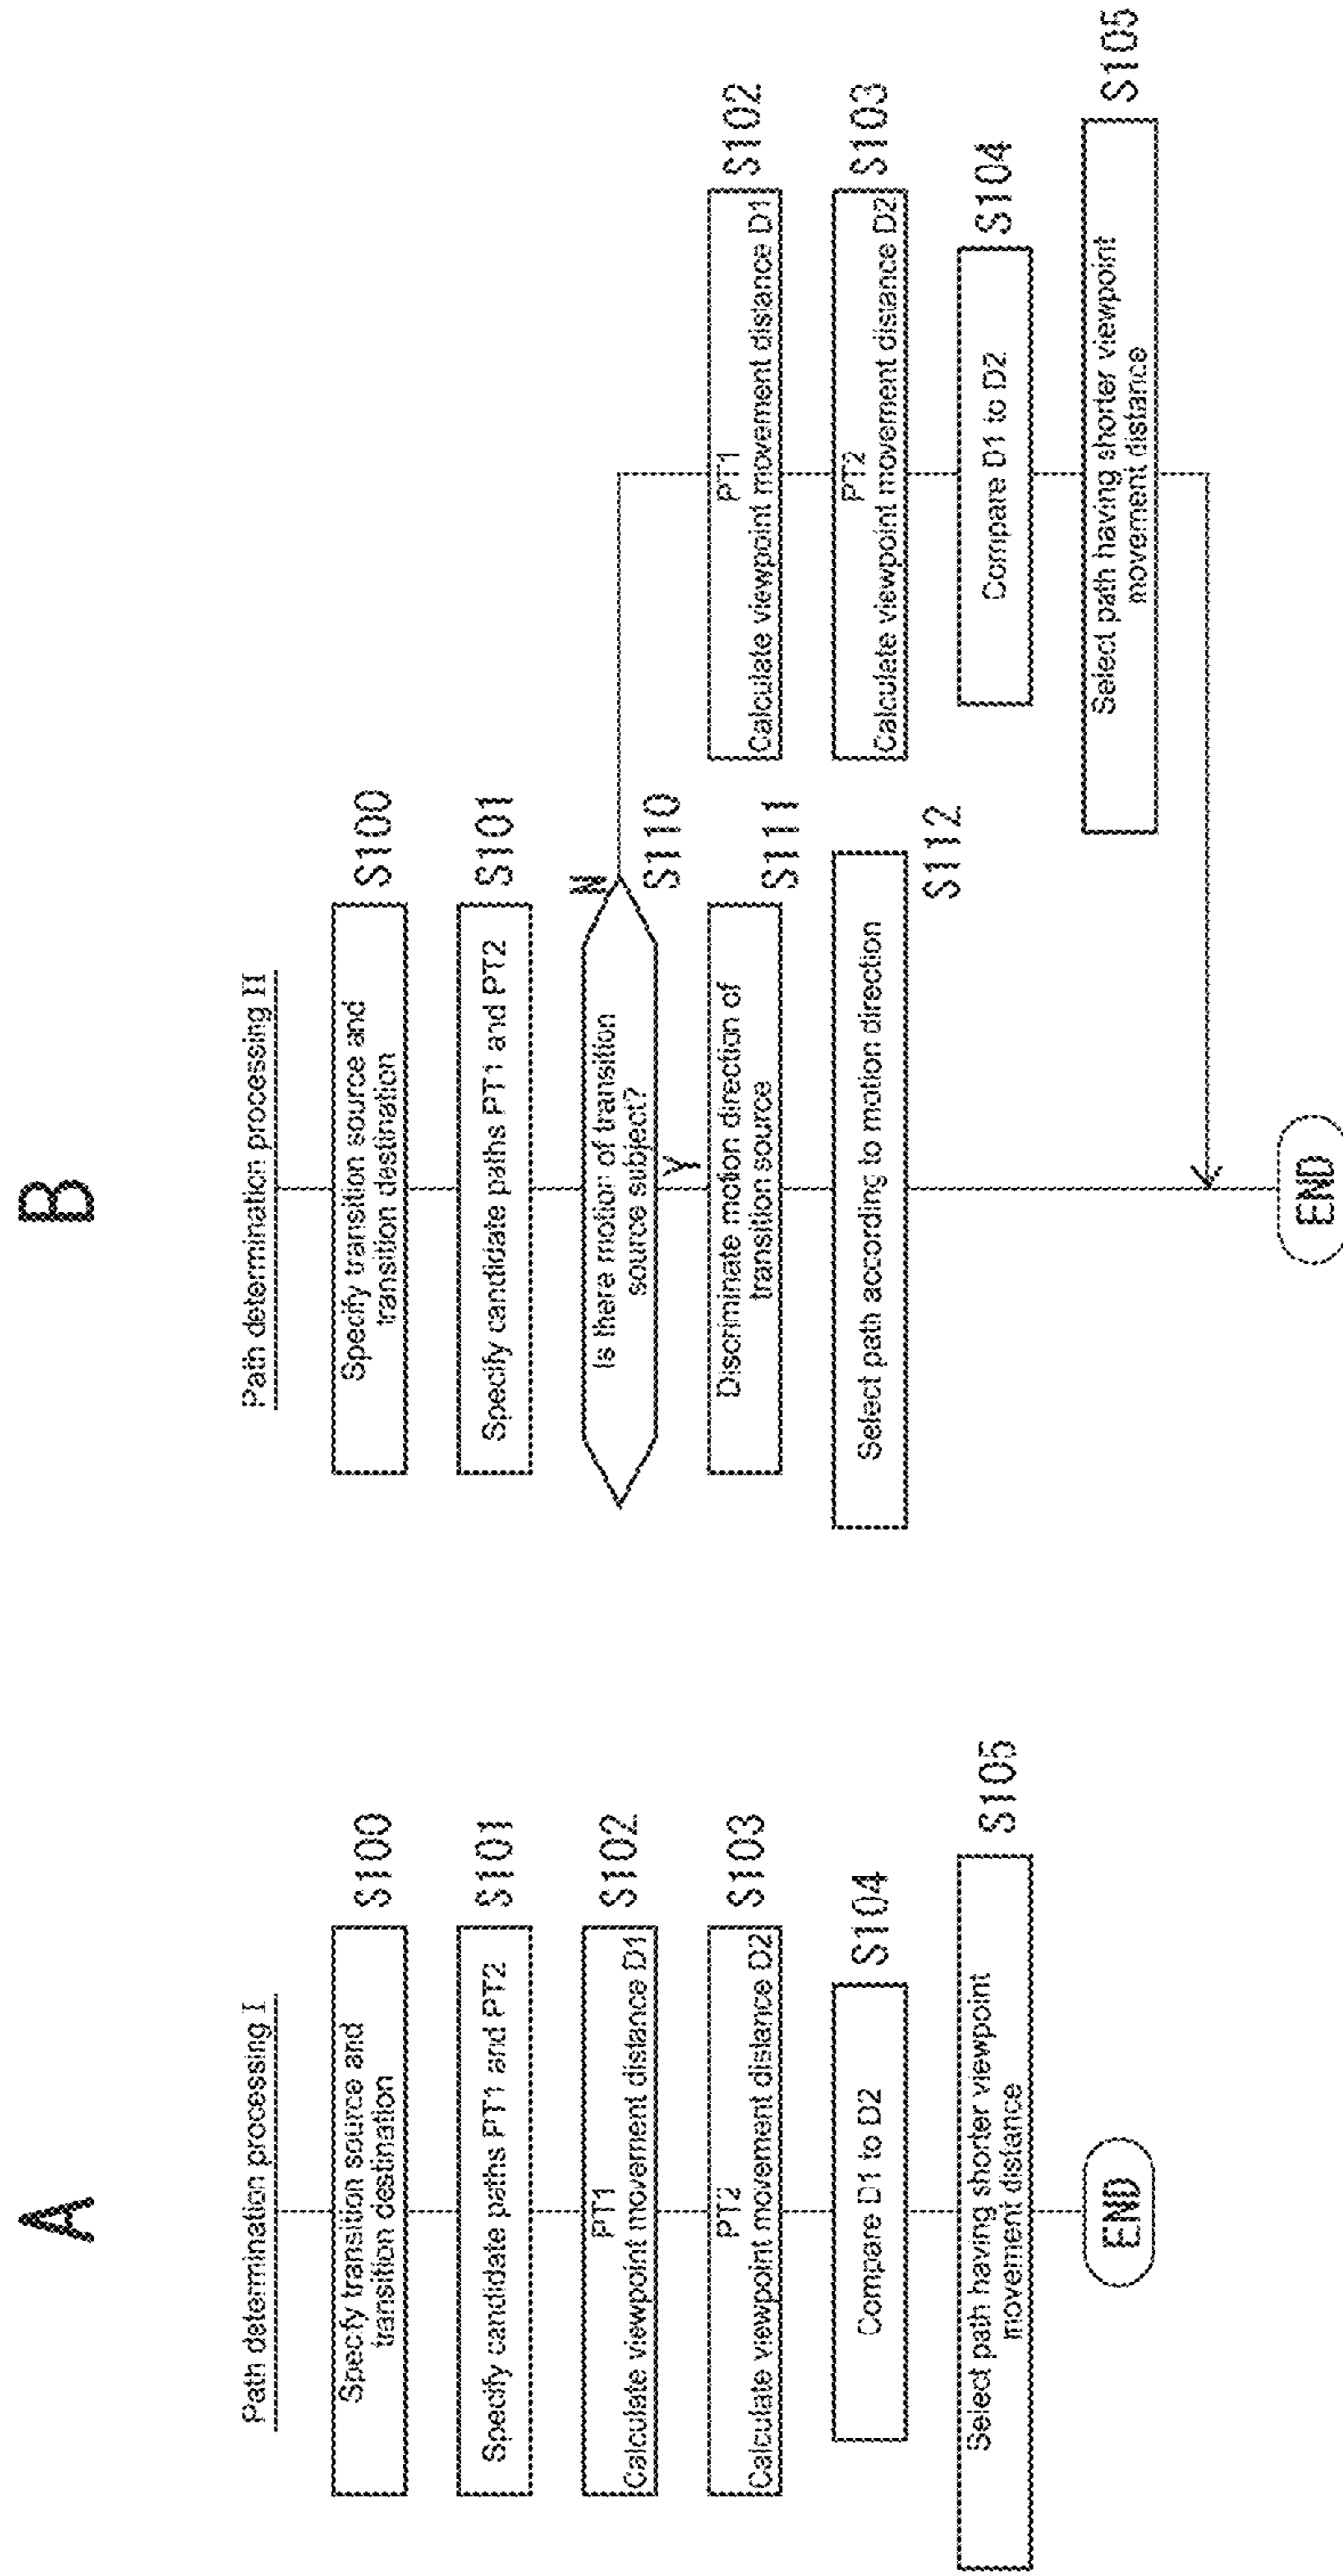 A
Path determination processing I
Specify transition source and
transition destination
S100
Specify candidate paths PT1 and PT2
S101
PT1
Calculate viewpoint movement distance D1
S102
PT2
Calculate viewpoint movement distance D2
S103
Compare D1 to D2
S104
Select path having shorter viewpoint
movement distance
S105
END
B
Path determination processing II
Specify transition source and
transition destination
S100
Specify candidate paths PT1 and PT2
S101
Is there motion of transition
source subject?
N
S110
Y
Discriminate motion direction of
transition source
S111
Select path according to motion direction
S112
PT1
Calculate viewpoint movement distance D1
S102
PT2
Calculate viewpoint movement distance D2
S103
Compare D1 to D2
S104
Select path having shorter viewpoint
movement distance
S105
END